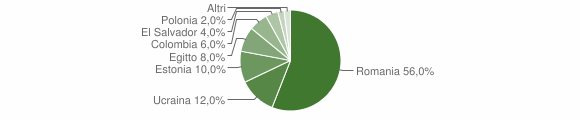 Altri
Polonia 2,0%
El Salvador 4,0%
Colombia 6,0%
Egitto 8,0%
Estonia 10,0%
Romania 56,0%
Ucraina 12,0%